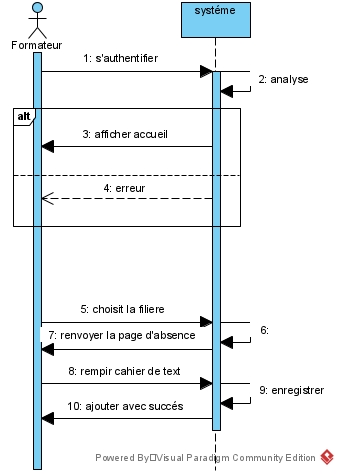 systéme
Formateur
1: s'authentifier
2: analyse
alt
3: afficher accueil
4: erreur
5: choisit la filiere
6:
7: renvoyer la page d'absence
8: rempir cahier de text
9: enregistrer
10: ajouter avec succés
Powered By Visual Paradigm Community Edition